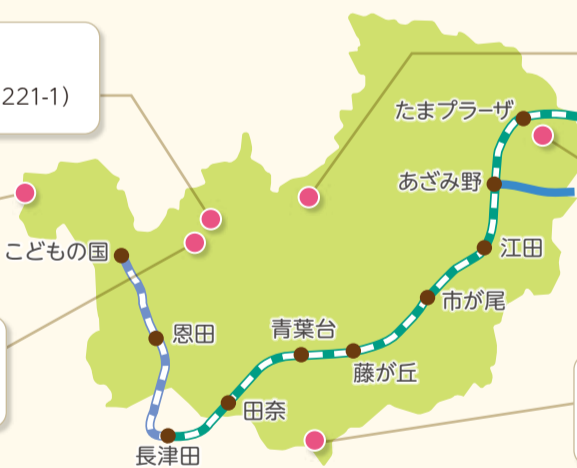 221-1)
たまプラーザ
あざみ野
江田
こどもの国
市が尾
恩田
青葉台
藤が丘
田奈
長津田